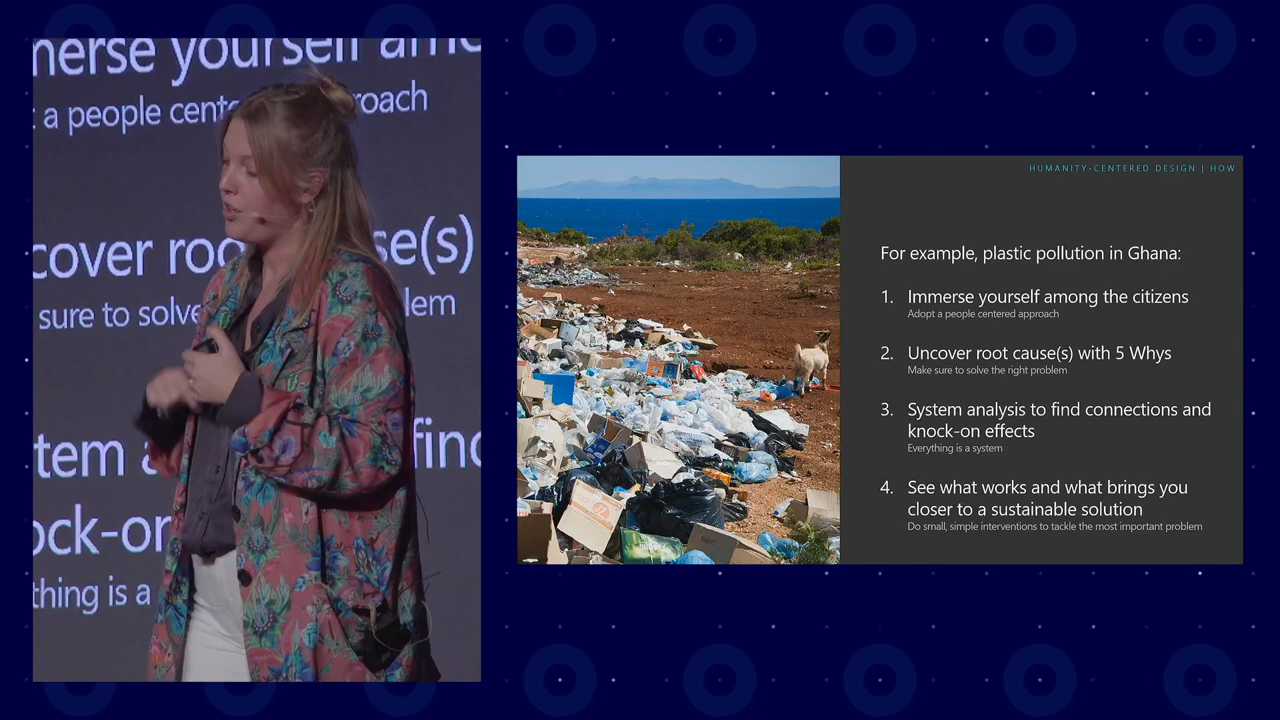 nerse yourself amo
t a people cente roach
cover roo se(s)
sure to solve lem
tem a find
ock-on
thing is a
HUMANITY-CENTERED DESIGN | HOW
For example, plastic pollution in Ghana:
1. Immerse yourself among the citizens
Adopt a people centered approach
2. Uncover root cause(s) with 5 Whys
Make sure to solve the right problem
3. System analysis to find connections and
knock-on effects
Everything is a system
4. See what works and what brings you
closer to a sustainable solution
Do small, simple interventions to tackle the most important problem